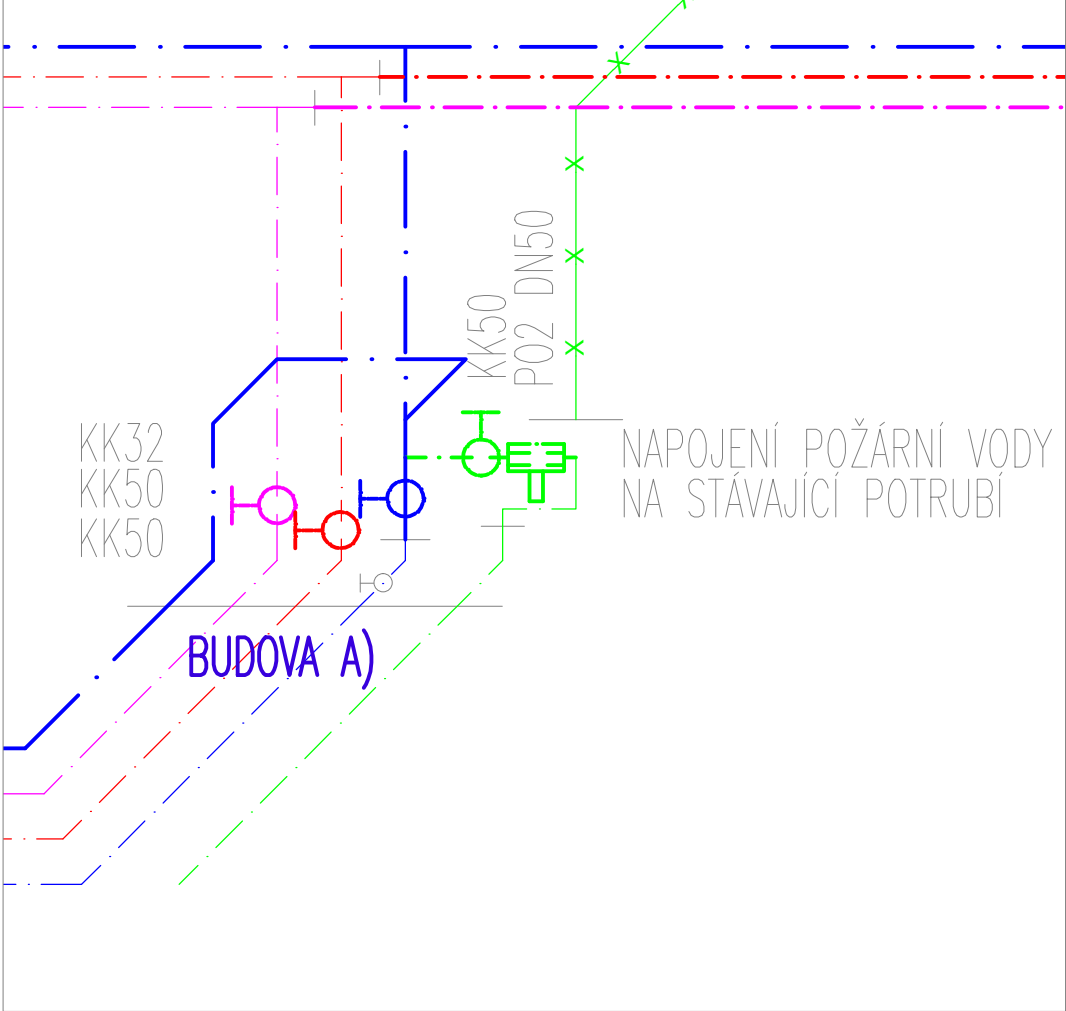 KK50
PO2 DN50
KK32
KK50
KK50
NAPOJENÍ POŽÁRNÍ VODY
NA STÁVAJÍCÍ POTRUBÍ
BUDOVA A)